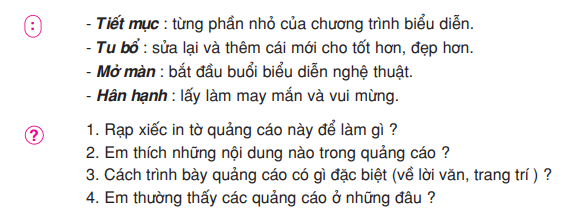 : - Tiết mục : từng phần nhỏ của chương trình biểu diễn.
- Tu bổ : sửa lại và thêm cái mới cho tốt hơn, đẹp hơn.
- Mở màn : bắt đầu buổi biểu diễn nghệ thuật.
- Hân hạnh : lấy làm may mắn và vui mừng.
? 1. Rạp xiếc in tờ quảng cáo này để làm gì ?
2. Em thích những nội dung nào trong quảng cáo ?
3. Cách trình bày quảng cáo có gì đặc biệt (về lời văn, trang trí ) ?
4. Em thường thấy các quảng cáo ở những đâu ?